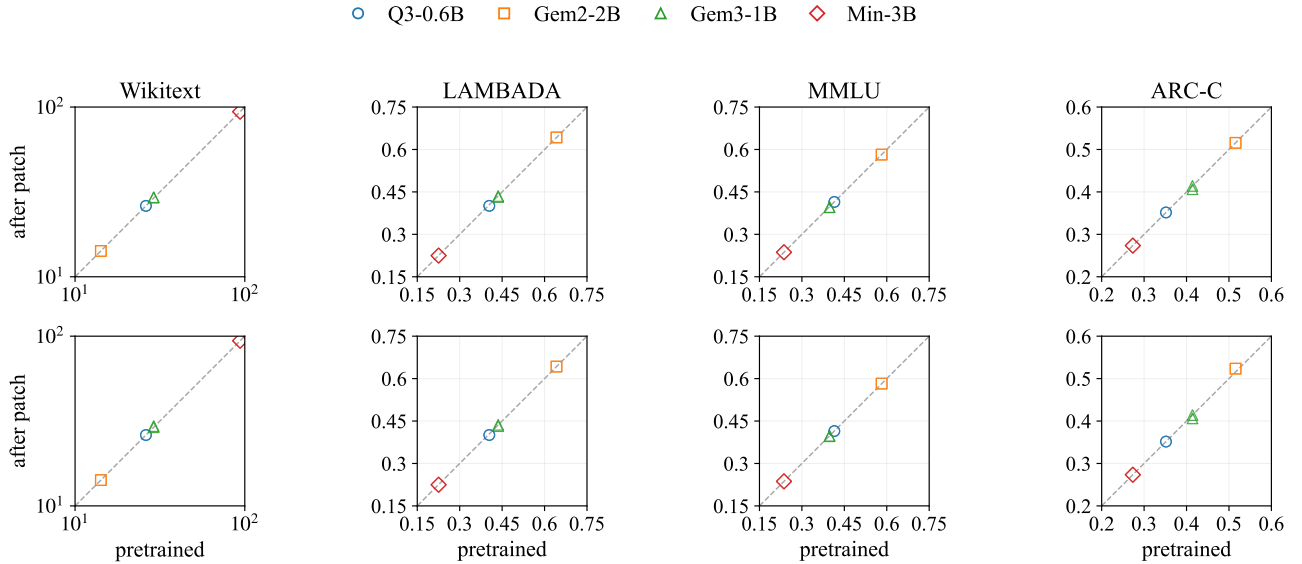 Q3-0.6B Gem2-2B Gem3-1B Min-3B
Wikitext LAMBADA MMLU ARC-C
after patch
10² 10¹
10¹ 10²
0.75 0.6 0.45 0.3 0.15
0.15 0.3 0.45 0.6 0.75
0.75 0.6 0.45 0.3 0.15
0.15 0.3 0.45 0.6 0.75
0.6 0.5 0.4 0.3 0.2
0.2 0.3 0.4 0.5 0.6
after patch
10² 10¹
10¹ 10²
pretrained
0.75 0.6 0.45 0.3 0.15
0.15 0.3 0.45 0.6 0.75
pretrained
0.75 0.6 0.45 0.3 0.15
0.15 0.3 0.45 0.6 0.75
pretrained
0.6 0.5 0.4 0.3 0.2
0.2 0.3 0.4 0.5 0.6
pretrained